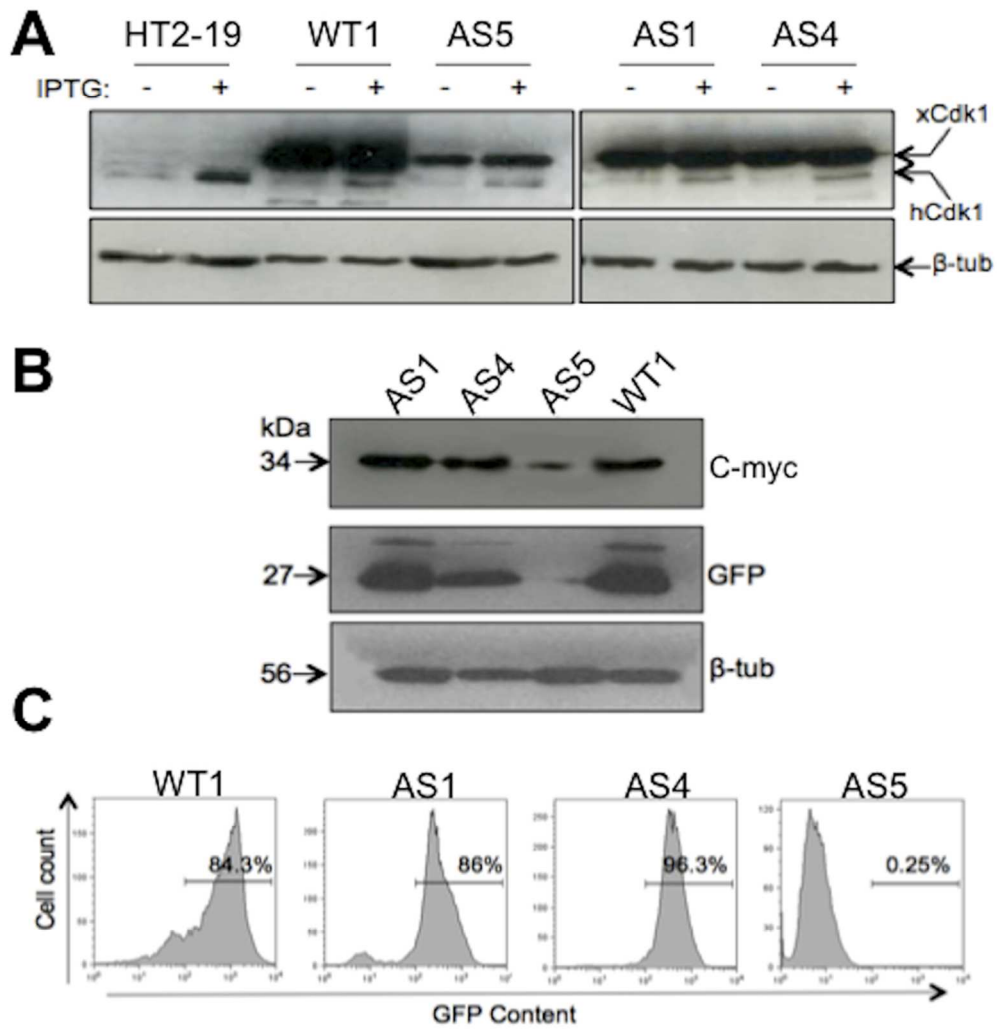 A
HT2-19 WT1 AS5 AS1 AS4
IPTG: - + - + - + - + - +
xCdk1
hCdk1
β-tub
B
AS1 AS4 AS5 WT1
kDa
34 C-myc
27 GFP
56 β-tub
C
WT1 AS1 AS4 AS5
Cell count
84.3% 86% 96.3% 0.25%
GFP Content